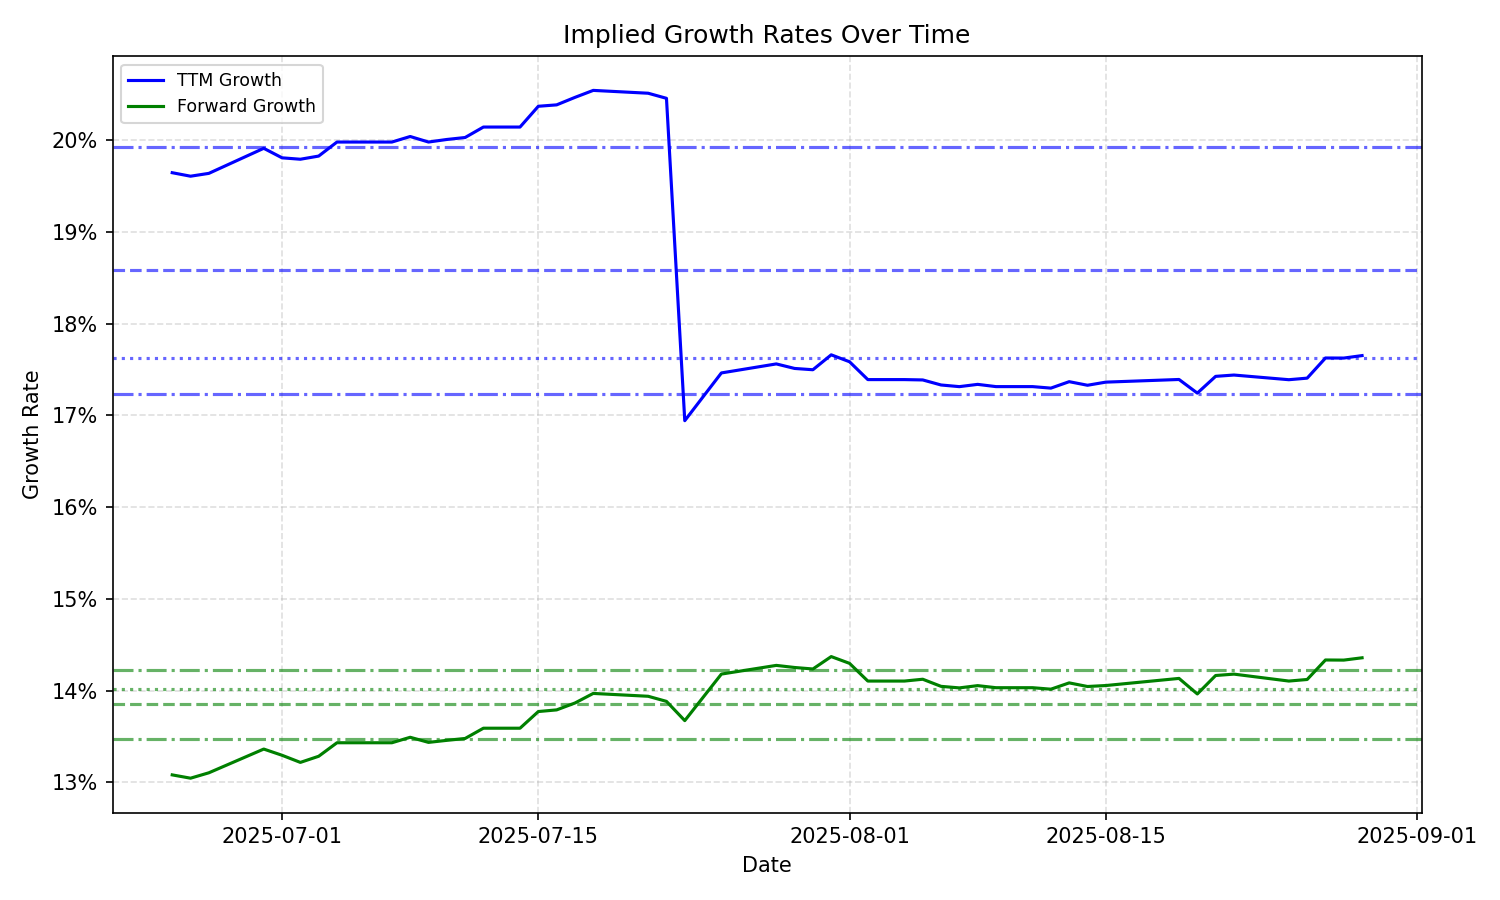 Implied Growth Rates Over Time
TTM Growth
Forward Growth
Growth Rate
20%
19%
18%
17%
16%
15%
14%
13%
2025-07-01
2025-07-15
2025-08-01
2025-08-15
2025-09-01
Date